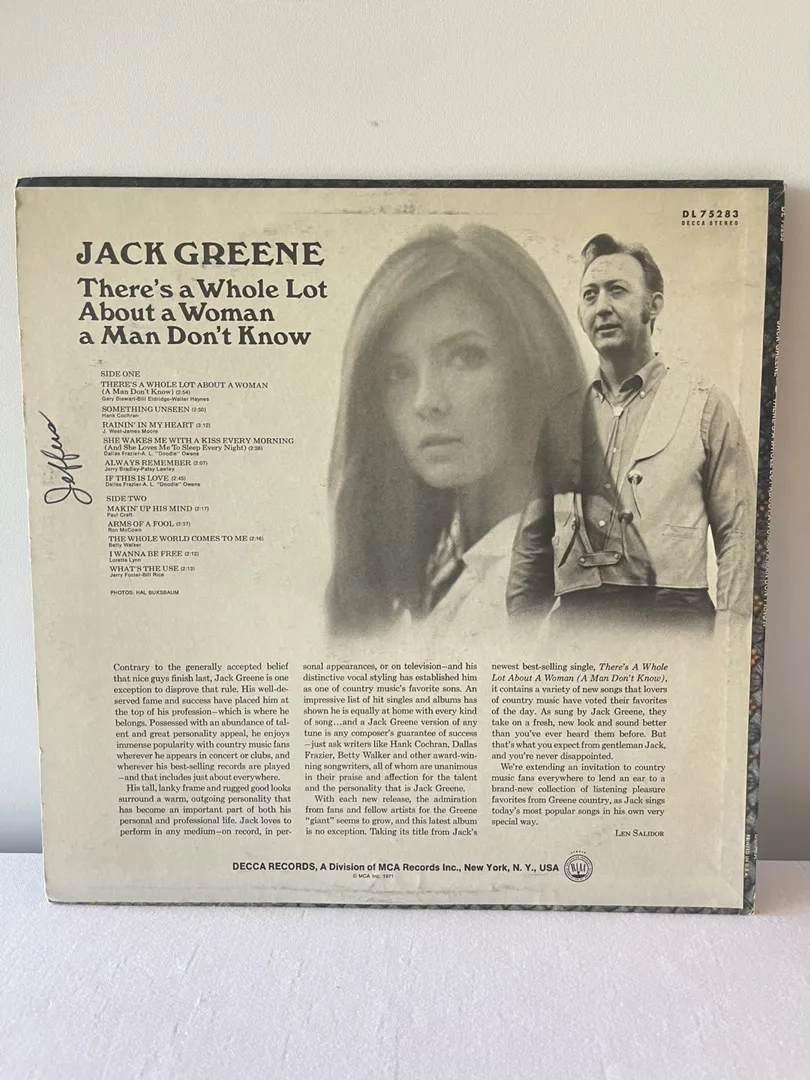 DL 75283
DECCA STEREO
JACK GREENE
There's a Whole Lot
About a Woman
a Man Don't Know
SIDE ONE
THERE'S A WHOLE LOT ABOUT A WOMAN
(A Man Don't Know) (2:54)
Gary Stewart-Bill Eldridge-Walter Haynes
SOMETHING UNSEEN (2:50)
Hank Cochran
RAININ' IN MY HEART (3:12)
J. West-James Moore
SHE WAKES ME WITH A KISS EVERY MORNING
(And She Loves Me To Sleep Every Night) (2:38)
Dallas Frazier-A. L. "Doodle" Owens
ALWAYS REMEMBER (2:07)
Jerry Bradley-Patsy Lawley
IF THIS IS LOVE (2:45)
Dallas Frazier-A. L. "Doodle" Owens
SIDE TWO
MAKIN' UP HIS MIND (2:17)
Paul Craft
ARMS OF A FOOL (2:37)
Ron McCown
THE WHOLE WORLD COMES TO ME (2:16)
Betty Walker
I WANNA BE FREE (2:12)
Loretta Lynn
WHAT'S THE USE (2:13)
Jerry Foster-Bill Rice
PHOTOS: HAL BUKSBAUM
Jeffers
Contrary to the generally accepted belief
that nice guys finish last, Jack Greene is one
exception to disprove that rule. His well-de-
served fame and success have placed him at
the top of his profession—which is where he
belongs. Possessed with an abundance of tal-
ent and great personality appeal, he enjoys
immense popularity with country music fans
wherever he appears in concert or clubs, and
wherever his best-selling records are played
—and that includes just about everywhere.
His tall, lanky frame and rugged good looks
surround a warm, outgoing personality that
has become an important part of both his
personal and professional life. Jack loves to
perform in any medium—on record, in per-
sonal appearances, or on television—and his
distinctive vocal styling has established him
as one of country music's favorite sons. An
impressive list of hit singles and albums has
shown he is equally at home with every kind
of song...and a Jack Greene version of any
tune is any composer's guarantee of success
—just ask writers like Hank Cochran, Dallas
Frazier, Betty Walker and other award-win-
ning songwriters, all of whom are unanimous
in their praise and affection for the talent
and the personality that is Jack Greene.
With each new release, the admiration
from fans and fellow artists for the Greene
"giant" seems to grow, and this latest album
is no exception. Taking its title from Jack's
newest best-selling single, There's A Whole
Lot About A Woman (A Man Don't Know),
it contains a variety of new songs that lovers
of country music have voted their favorites
of the day. As sung by Jack Greene, they
take on a fresh, new look and sound better
than you've ever heard them before. But
that's what you expect from gentleman Jack,
and you're never disappointed.
We're extending an invitation to country
music fans everywhere to lend an ear to a
brand-new collection of listening pleasure
favorites from Greene country, as Jack sings
today's most popular songs in his own very
special way.
LEN SALIDOR
DECCA RECORDS, A Division of MCA Records Inc., New York, N. Y., USA
© MCA Inc. 1971